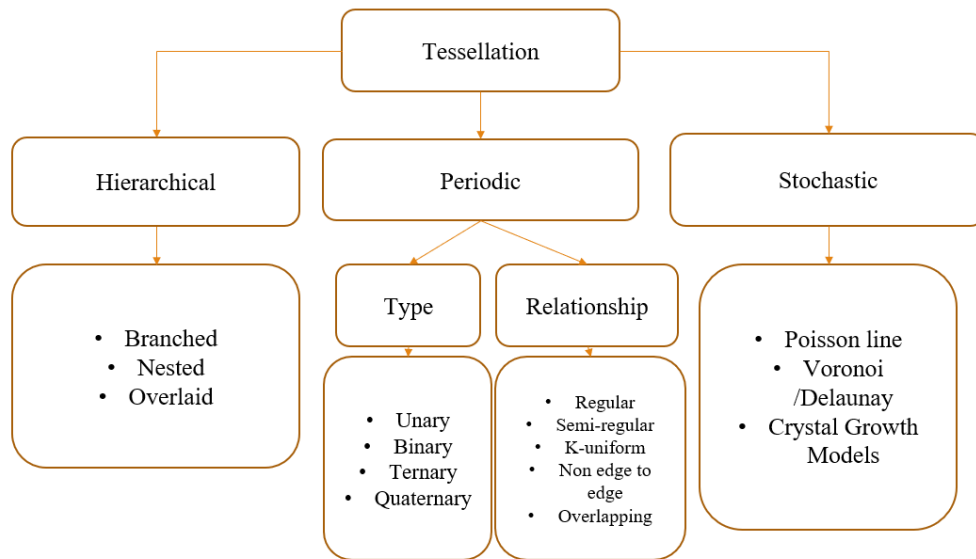 Tessellation
Hierarchical
Periodic
Stochastic
Type
Relationship
• Branched
• Nested
• Overlaid
• Unary
• Binary
• Ternary
• Quaternary
• Regular
• Semi-regular
• K-uniform
• Non edge to
edge
• Overlapping
• Poisson line
• Voronoi
/Delaunay
• Crystal Growth
Models